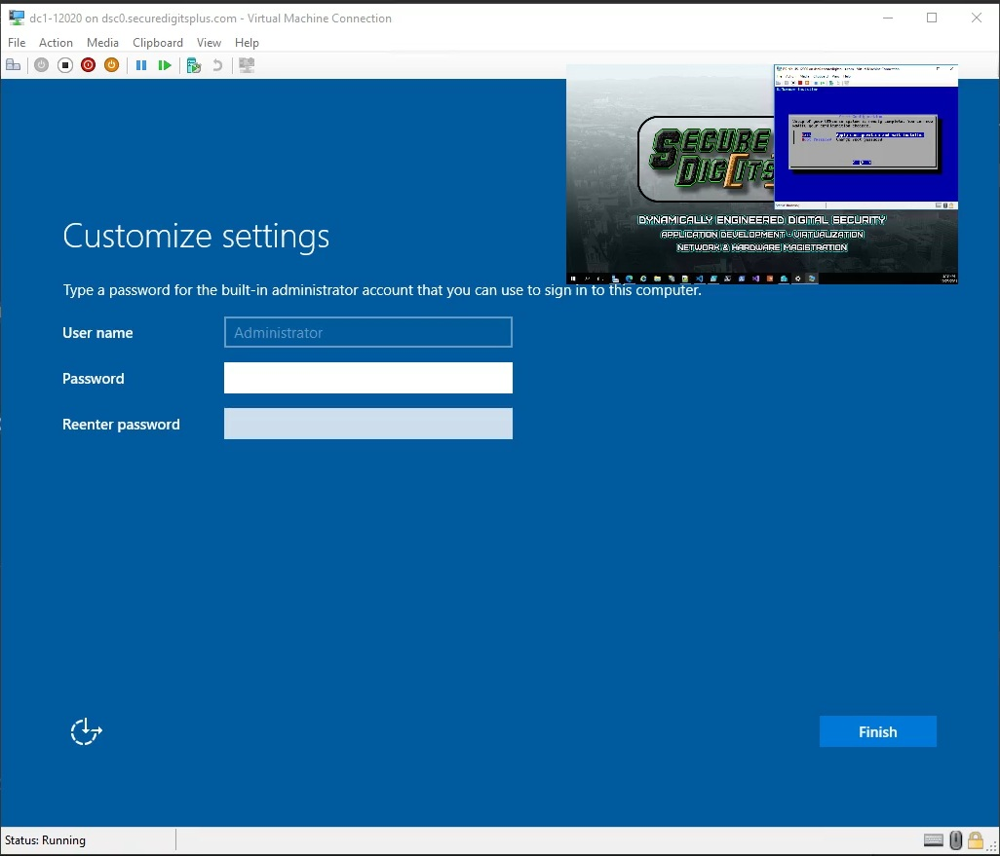 dc1-12020 on dsc0.securedigitsplus.com - Virtual Machine Connection
File Action Media Clipboard View Help
SECURE
DIGITS
DYNAMICALLY ENGINEERED DIGITAL SECURITY
APPLICATION DEVELOPMENT - VIRTUALIZATION
NETWORK & HARDWARE MAGISTRATION
Customize settings
Type a password for the built-in administrator account that you can use to sign in to this computer.
User name
Administrator
Password
Reenter password
Finish
Status: Running